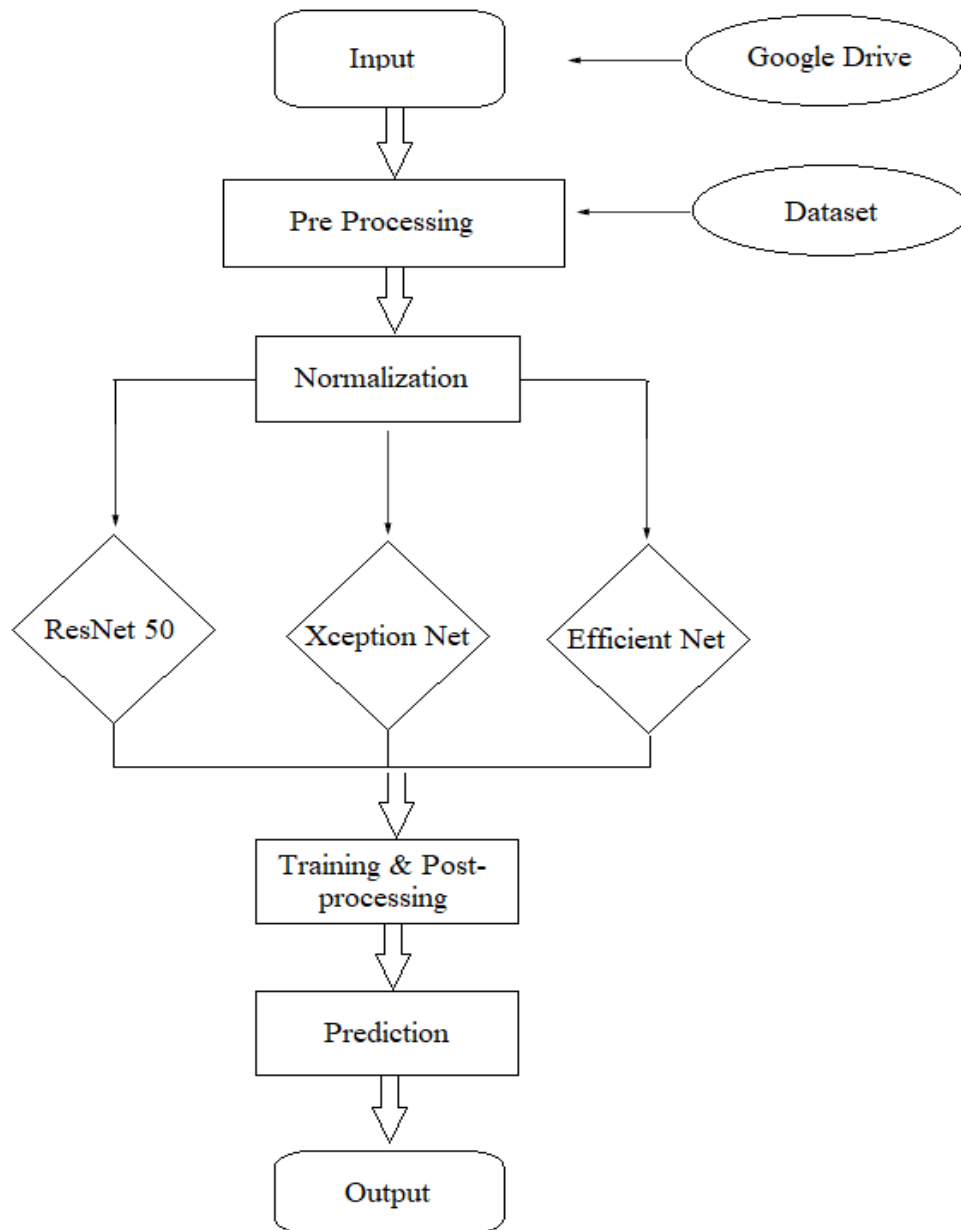 Input
Google Drive
Pre Processing
Dataset
Normalization
ResNet 50
Xception Net
Efficient Net
Training & Post-
processing
Prediction
Output